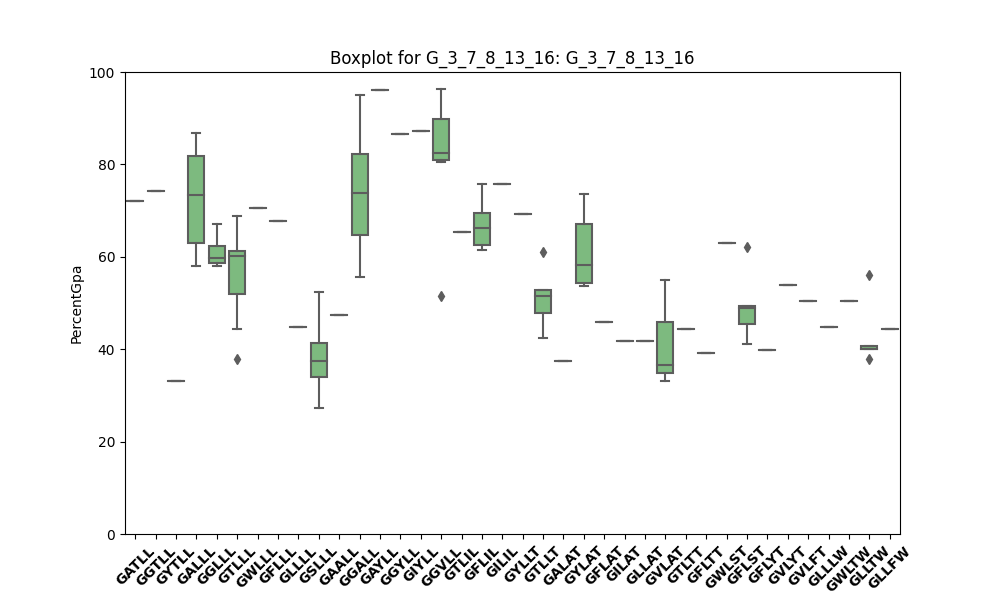 Boxplot for G_3_7_8_13_16: G_3_7_8_13_16
PercentGpa
100
80
60
40
20
0
GATLL
GGTLL
GYTLL
GALLL
GGLLL
GTLLL
GWLLL
GFLLL
GLLLL
GSLLL
GAALL
GGALL
GAYLL
GGYLL
GIYLL
GGVLL
GTLIL
GFLIL
GILIL
GYLLT
GTLLT
GALAT
GYLAT
GFLAT
GILAT
GLLAT
GVLAT
GTLTT
GFLTT
GWLST
GFLST
GFLYT
GVLYT
GVLFT
GLLLW
GWLTW
GLLTW
GLLFW